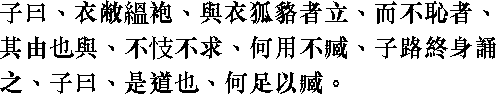 子曰、衣敝縕袍、與衣狐貉者立、而不恥者、
其由也與、不忮不求、何用不臧、子路終身誦
之、子曰、是道也、何足以臧。